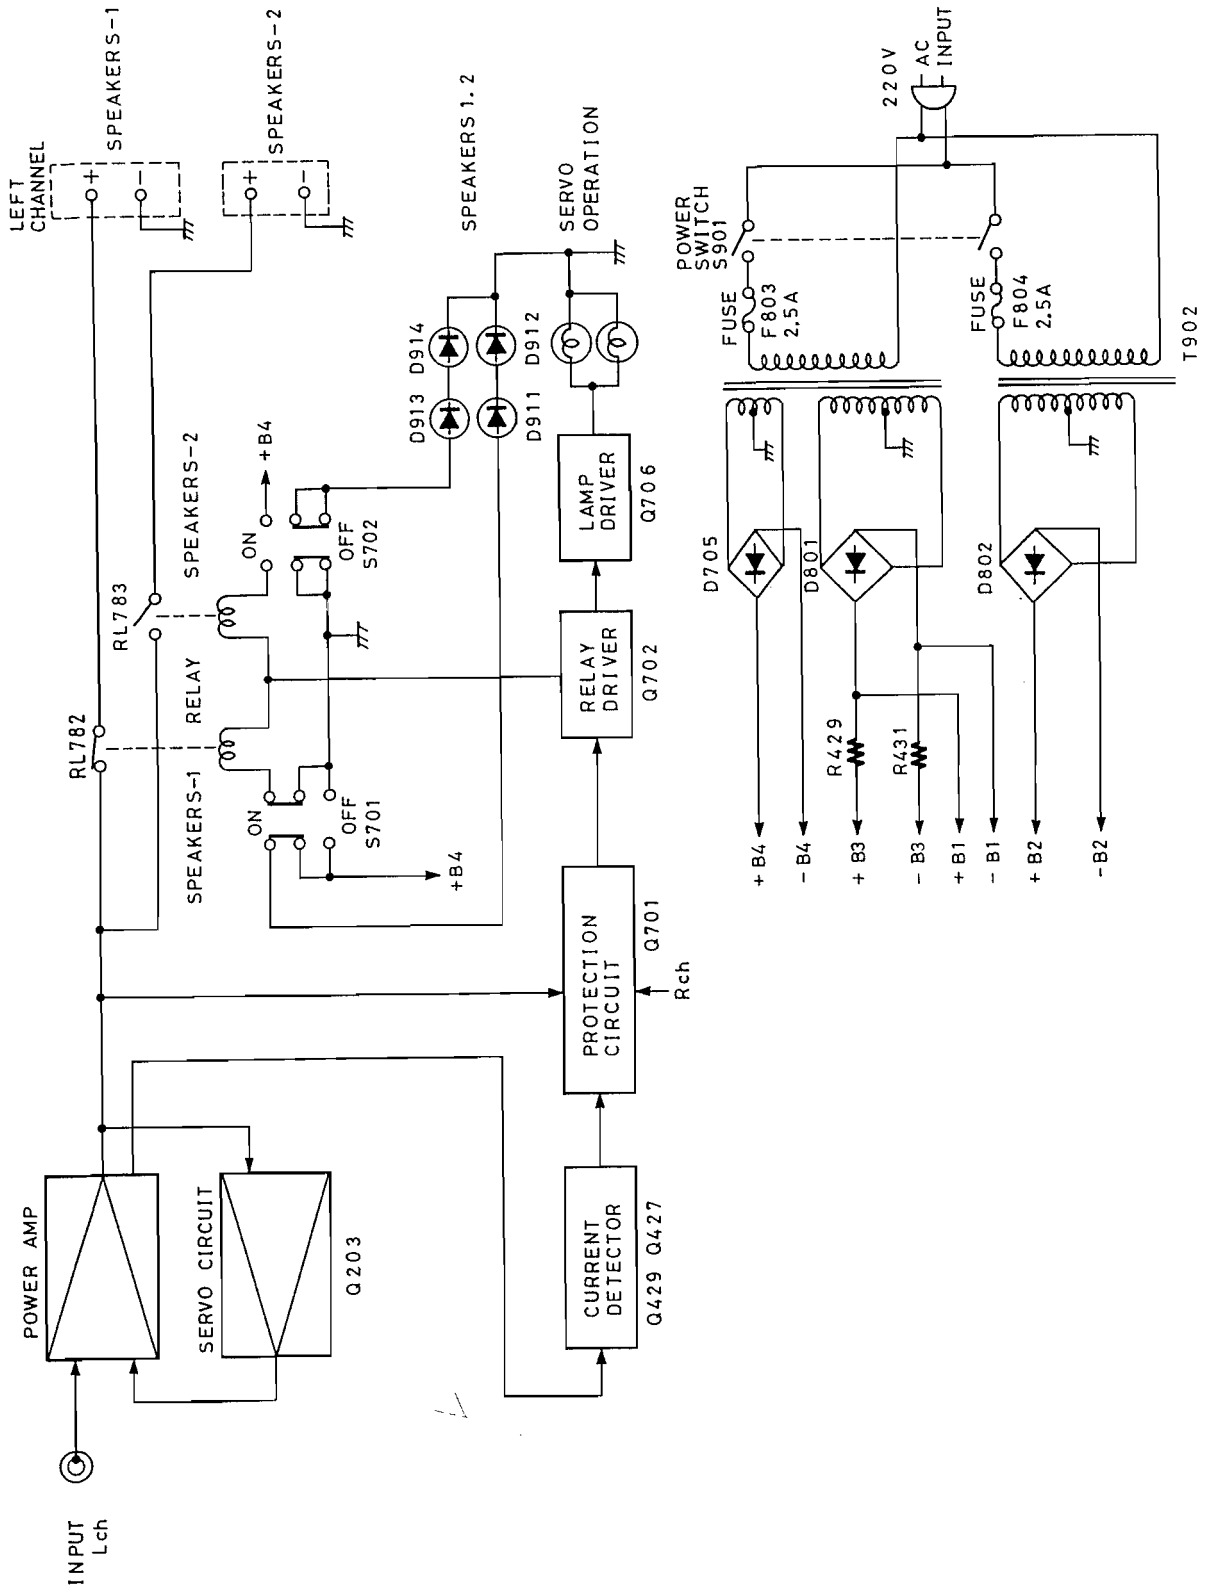 INPUT
Lch
POWER AMP
SERVO CIRCUIT
Q203
CURRENT
DETECTOR
Q429 Q427
PROTECTION
CIRCUIT
Q701
Rch
RELAY
DRIVER
Q702
LAMP
DRIVER
Q706
RL782
RL783
SPEAKERS-1
RELAY
SPEAKERS-2
ON
OFF
S701
+B4
ON
OFF
S702
+B4
D913
D914
D911
D912
LEFT
CHANNEL
+
-
SPEAKERS-1
+
-
SPEAKERS-2
SPEAKERS 1.2
SERVO
OPERATION
+B4
-B4
+B3
-B3
+B1
-B1
+B2
-B2
R429
R431
D705
D801
D802
FUSE
F803
2.5A
FUSE
F804
2.5A
T902
POWER
SWITCH
S901
220V
AC
INPUT